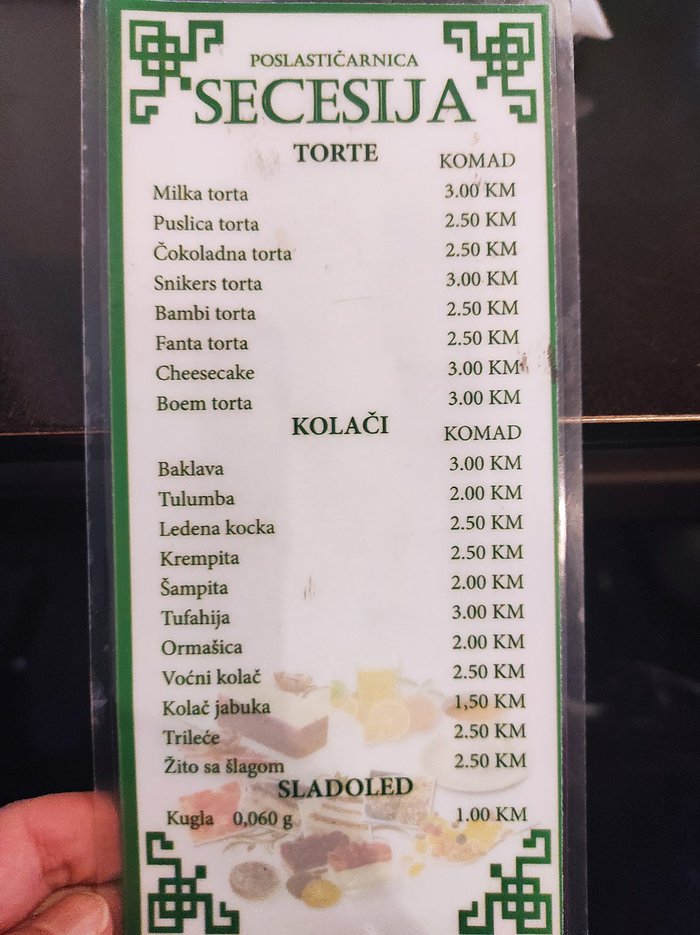 POSLASTIČARNICA
SECESIJA
TORTE KOMAD
Milka torta 3.00 KM
Puslica torta 2.50 KM
Čokoladna torta 2.50 KM
Snikers torta 3.00 KM
Bambi torta 2.50 KM
Fanta torta 2.50 KM
Cheesecake 3.00 KM
Boem torta 3.00 KM
KOLAČI KOMAD
Baklava 3.00 KM
Tulumba 2.00 KM
Ledena kocka 2.50 KM
Krempita 2.50 KM
Šampita 2.00 KM
Tufahija 3.00 KM
Ormašica 2.00 KM
Voćni kolač 2.50 KM
Kolač jabuka 1,50 KM
Trileće 2.50 KM
Žito sa šlagom 2.50 KM
SLADOLED
Kugla 0,060 g 1.00 KM